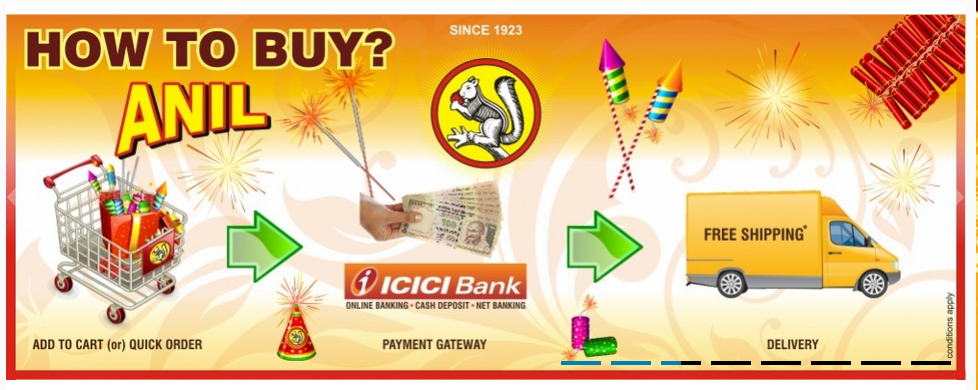 HOW TO BUY?
ANIL
SINCE 1923
FREE SHIPPING*
i ICICI Bank
ONLINE BANKING • CASH DEPOSIT • NET BANKING
ADD TO CART (or) QUICK ORDER
PAYMENT GATEWAY
DELIVERY
conditions apply